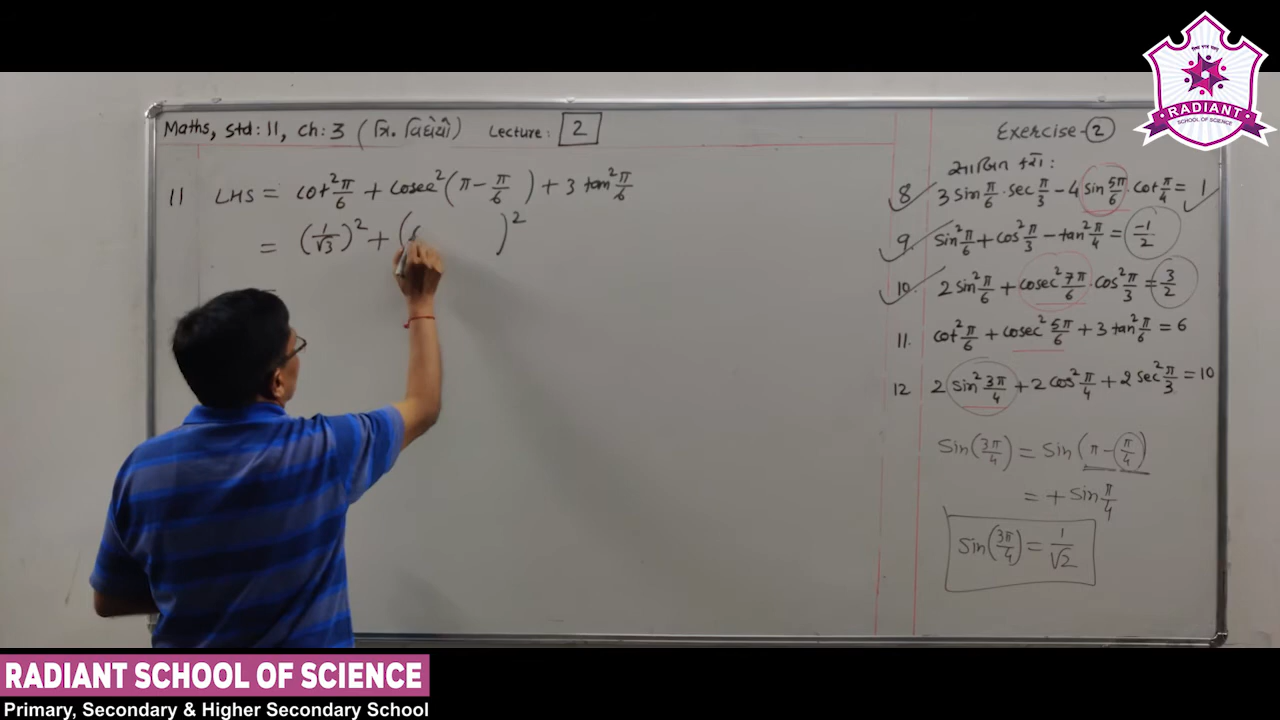 Maths, std: 11, ch: 3 ( ત્રિ. વિધેયો) Lecture: 2
11 LHS = cot²π/6 + cosec²(π - π/6) + 3 tan²π/6
= (1/√3)² + ( )²
Exercise-2
સાબિત કરો:
8 3 sin π/6 · sec π/3 - 4 sin 5π/6 · cot π/4 = 1
9. sin²π/6 + cos²π/3 - tan²π/4 = -1/2
10. 2 sin²π/6 + cosec²7π/6 · cos²π/3 = 3/2
11. cot²π/6 + cosec²5π/6 + 3 tan²π/6 = 6
12 2 sin²3π/4 + 2 cos²π/4 + 2 sec²π/3 = 10
Sin(3π/4) = Sin(π - π/4)
= + sin π/4
Sin(3π/4) = 1/√2
RADIANT
SCHOOL OF SCIENCE
RADIANT SCHOOL OF SCIENCE
Primary, Secondary & Higher Secondary School